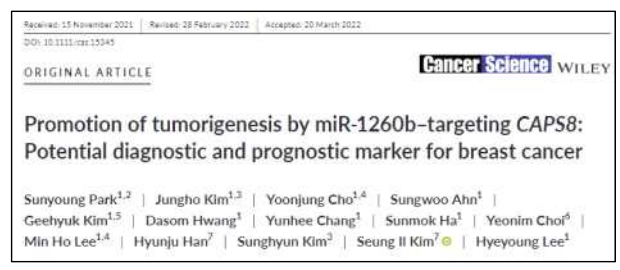 Received: 15 November 2021 | Revised: 28 February 2022 | Accepted: 20 March 2022
DOI: 10.1111/cas.15345
ORIGINAL ARTICLE
Cancer Science WILEY
Promotion of tumorigenesis by miR-1260b–targeting CAPS8:
Potential diagnostic and prognostic marker for breast cancer
Sunyoung Park1,2 | Jungho Kim1,3 | Yoonjung Cho1,4 | Sungwoo Ahn1 |
Geehyuk Kim1,5 | Dasom Hwang1 | Yunhee Chang1 | Sunmok Ha1 | Yeonim Choi6 |
Min Ho Lee1,4 | Hyunju Han7 | Sunghyun Kim3 | Seung Il Kim7 | Hyeyoung Lee1